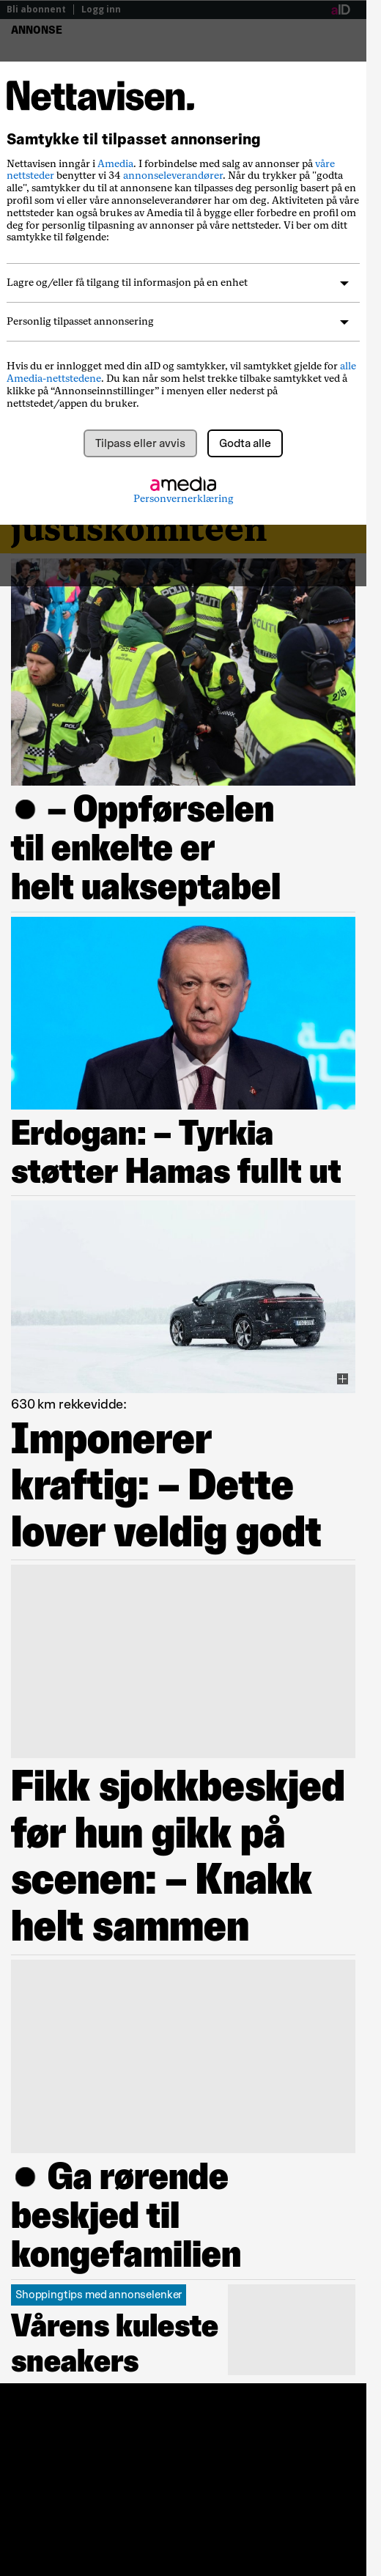 Bli abonnent | Logg inn
aID
ANNONSE
Nettavisen.
Samtykke til tilpasset annonsering
Nettavisen inngår i Amedia. I forbindelse med salg av annonser på våre
nettsteder benytter vi 34 annonseleverandører. Når du trykker på "godta
alle", samtykker du til at annonsene kan tilpasses deg personlig basert på en
profil som vi eller våre annonseleverandører har om deg. Aktiviteten på våre
nettsteder kan også brukes av Amedia til å bygge eller forbedre en profil om
deg for personlig tilpasning av annonser på våre nettsteder. Vi ber om ditt
samtykke til følgende:
Lagre og/eller få tilgang til informasjon på en enhet
Personlig tilpasset annonsering
Hvis du er innlogget med din aID og samtykker, vil samtykket gjelde for alle
Amedia-nettstedene. Du kan når som helst trekke tilbake samtykket ved å
klikke på “Annonseinnstillinger” i menyen eller nederst på
nettstedet/appen du bruker.
Tilpass eller avvis
Godta alle
amedia
Personvernerklæring
justiskomiteen
POLITI
POLITI
● – Oppførselen
til enkelte er
helt uakseptabel
Erdogan: – Tyrkia
støtter Hamas fullt ut
630 km rekkevidde:
Imponerer
kraftig: – Dette
lover veldig godt
Fikk sjokkbeskjed
før hun gikk på
scenen: – Knakk
helt sammen
● Ga rørende
beskjed til
kongefamilien
Shoppingtips med annonselenker
Vårens kuleste
sneakers